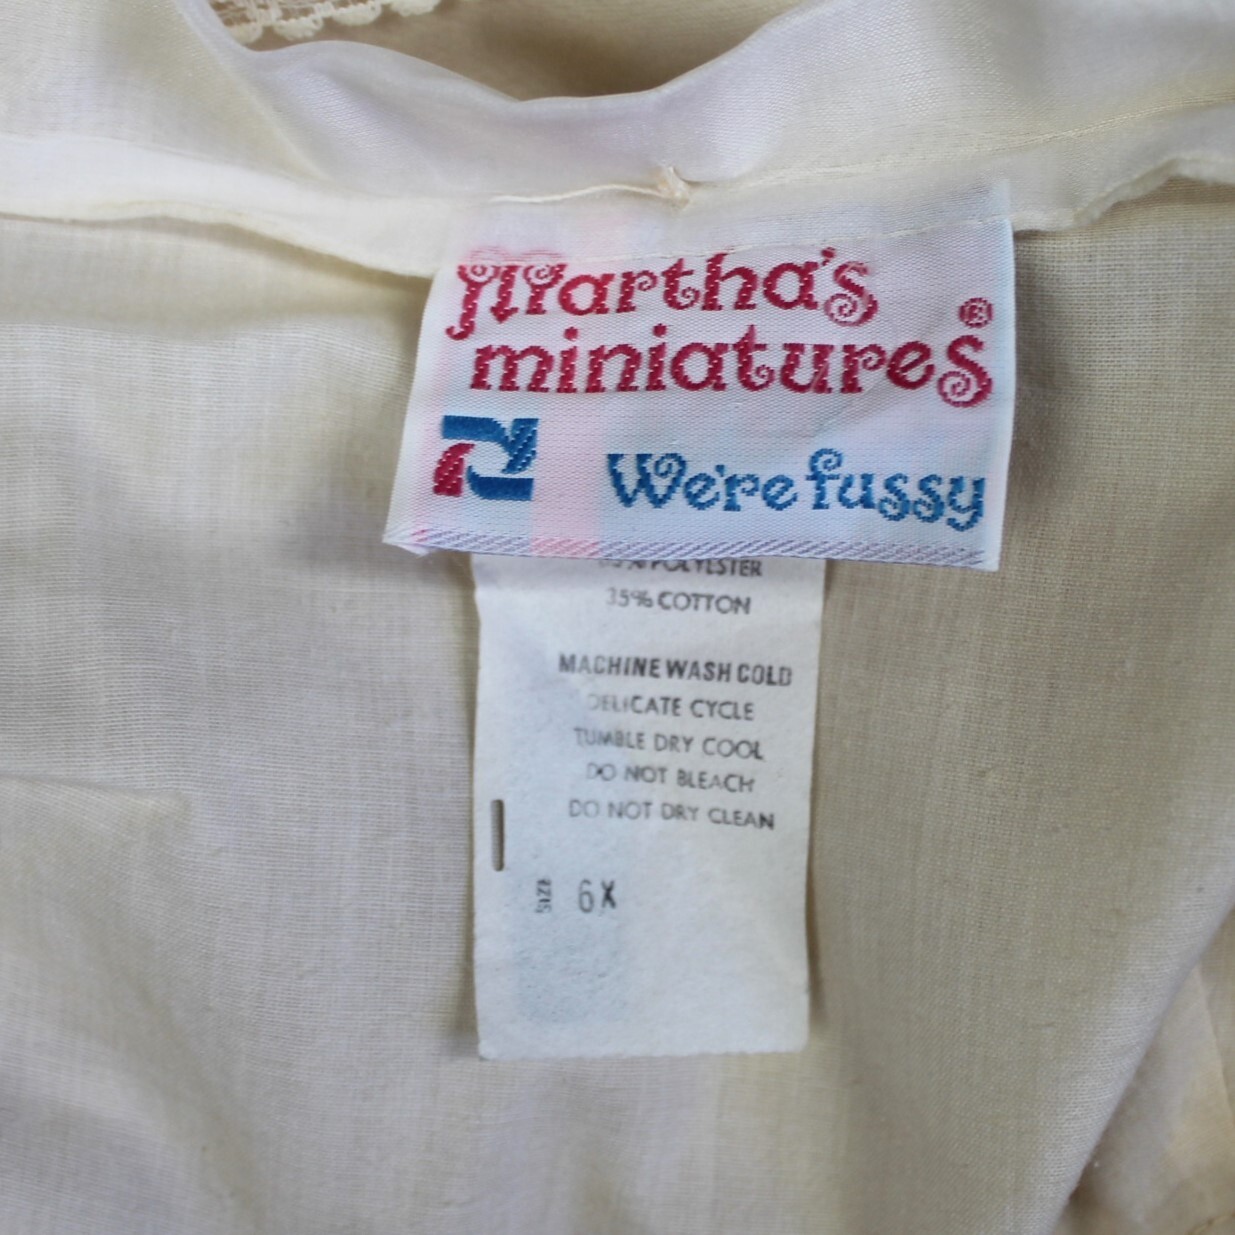 Martha's
miniatures®
We're fussy
% POLYESTER
35% COTTON
MACHINE WASH COLD
DELICATE CYCLE
TUMBLE DRY COOL
DO NOT BLEACH
DO NOT DRY CLEAN
SIZE 6X